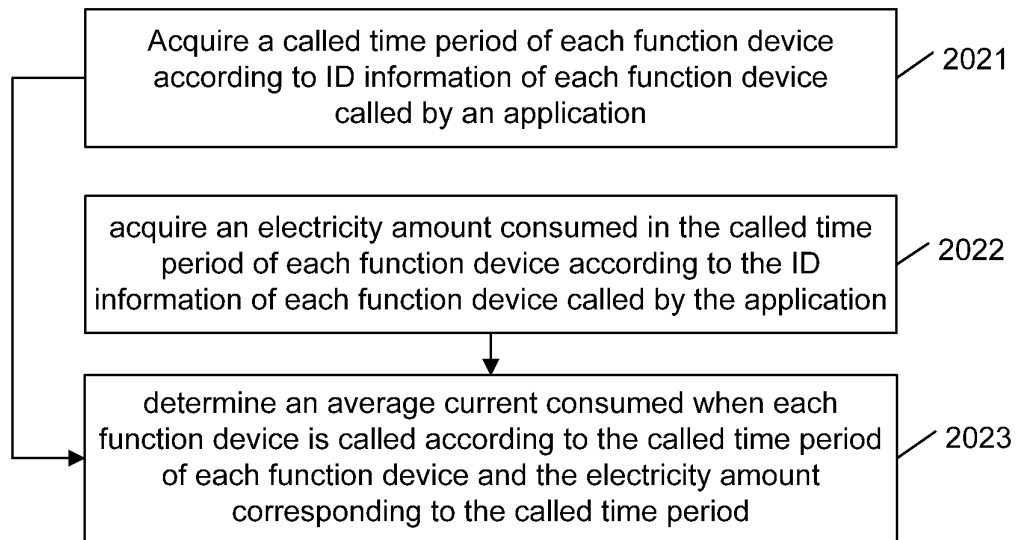 Acquire a called time period of each function device
according to ID information of each function device
called by an application
2021
acquire an electricity amount consumed in the called time
period of each function device according to the ID
information of each function device called by the application
2022
determine an average current consumed when each
function device is called according to the called time period
of each function device and the electricity amount
corresponding to the called time period
2023